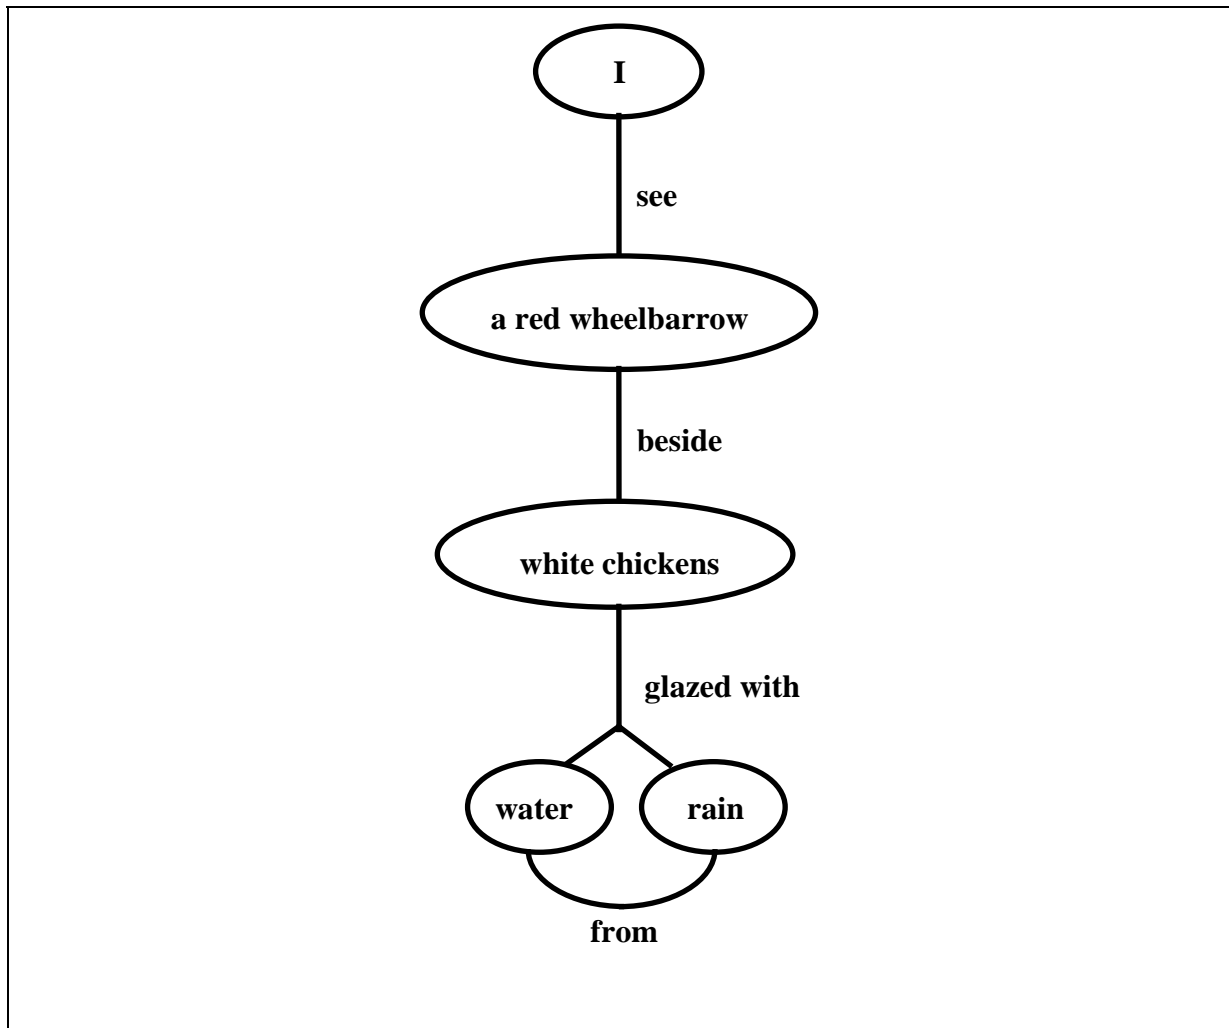 I
see
a red wheelbarrow
beside
white chickens
glazed with
water rain
from